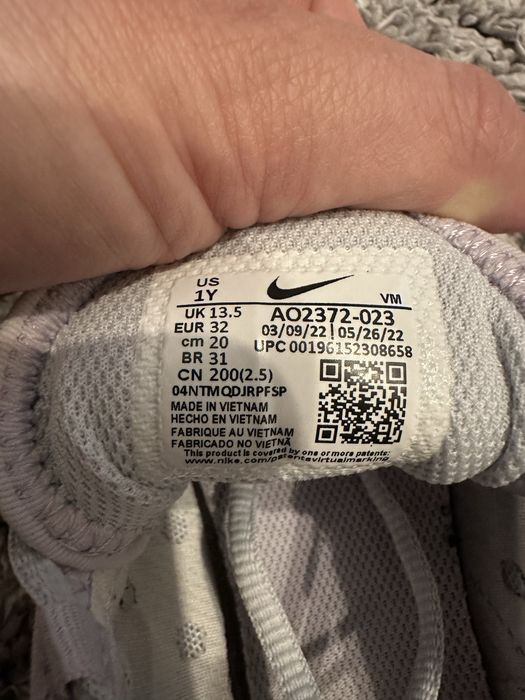 US
1Y
VM
UK 13.5
EUR 32
cm 20
BR 31
CN 200(2.5)
AO2372-023
03/09/22 | 05/26/22
UPC 00196152308658
04NTMQDJRPFSP
MADE IN VIETNAM
HECHO EN VIETNAM
FABRIQUE AU VIETNAM
FABRICADO NO VIETNÃ
This product is covered by one or more patents:
www.nike.com/patentsvirtualmarking